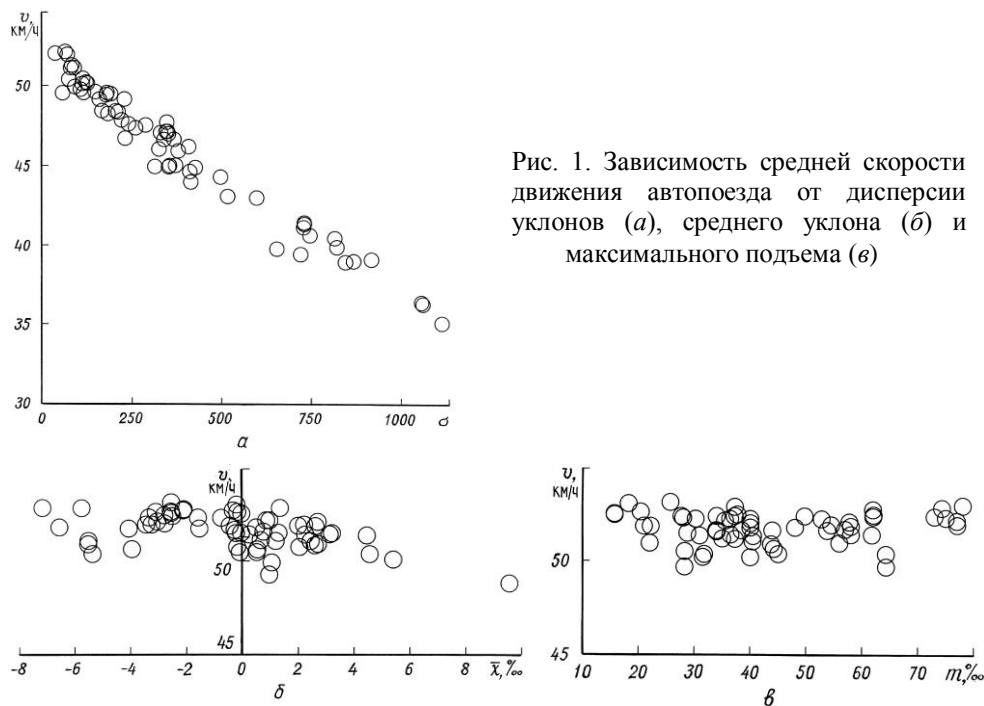 υ,
км/ч
50
45
40
35
30
0 250 500 750 1000 σ
а
Рис. 1. Зависимость средней скорости
движения автопоезда от дисперсии
уклонов (а), среднего уклона (б) и
максимального подъема (в)
υ,
км/ч
50
45
-8 -6 -4 -2 0 2 4 6 8 x̄,‰
б
υ,
км/ч
50
45
10 20 30 40 50 60 70 m,‰
в